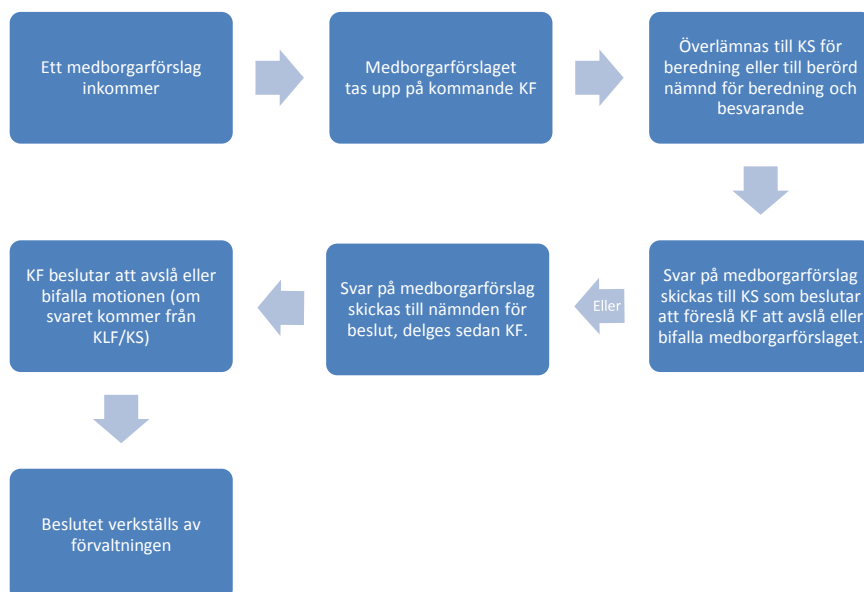 Ett medborgarförslag
inkommer
Medborgarförslaget
tas upp på kommande KF
Överlämnas till KS för
beredning eller till berörd
nämnd för beredning och
besvarande
Svar på medborgarförslag
skickas till KS som beslutar
att föreslå KF att avslå eller
bifalla medborgarförslaget.
Eller
Svar på medborgarförslag
skickas till nämnden för
beslut, delges sedan KF.
KF beslutar att avslå eller
bifalla motionen (om
svaret kommer från
KLF/KS)
Beslutet verkställs av
förvaltningen